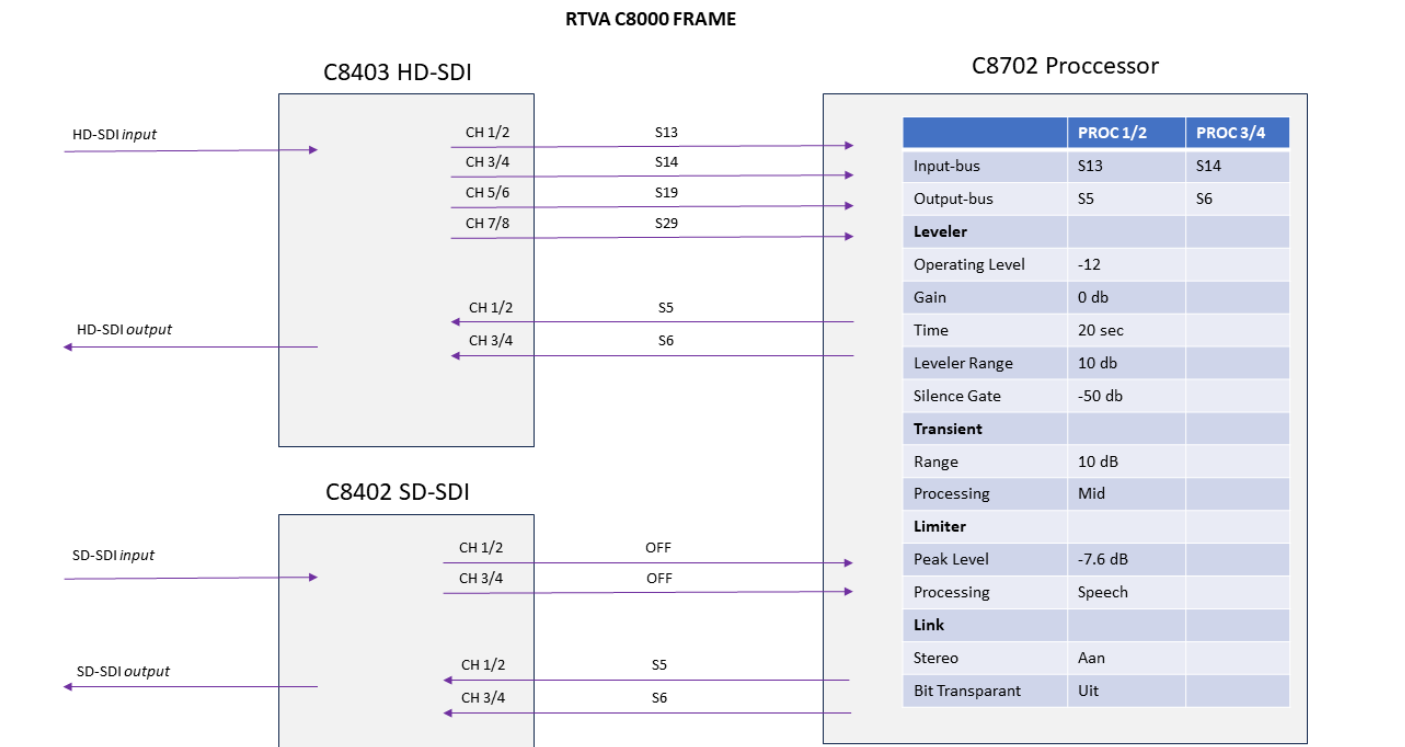 RTVA C8000 FRAME
C8403 HD-SDI
HD-SDI input
CH 1/2 S13
CH 3/4 S14
CH 5/6 S19
CH 7/8 S29
CH 1/2 S5
HD-SDI output
CH 3/4 S6
C8402 SD-SDI
SD-SDI input
CH 1/2 OFF
CH 3/4 OFF
CH 1/2 S5
SD-SDI output
CH 3/4 S6
C8702 Proccessor
PROC 1/2 PROC 3/4
Input-bus S13 S14
Output-bus S5 S6
Leveler
Operating Level -12
Gain 0 db
Time 20 sec
Leveler Range 10 db
Silence Gate -50 db
Transient
Range 10 dB
Processing Mid
Limiter
Peak Level -7.6 dB
Processing Speech
Link
Stereo Aan
Bit Transparant Uit